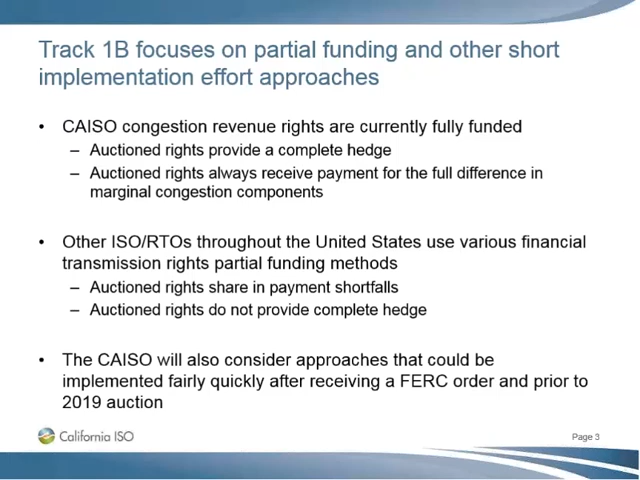 Track 1B focuses on partial funding and other short
implementation effort approaches
• CAISO congestion revenue rights are currently fully funded
– Auctioned rights provide a complete hedge
– Auctioned rights always receive payment for the full difference in
marginal congestion components
• Other ISO/RTOs throughout the United States use various financial
transmission rights partial funding methods
– Auctioned rights share in payment shortfalls
– Auctioned rights do not provide complete hedge
• The CAISO will also consider approaches that could be
implemented fairly quickly after receiving a FERC order and prior to
2019 auction
California ISO
Page 3